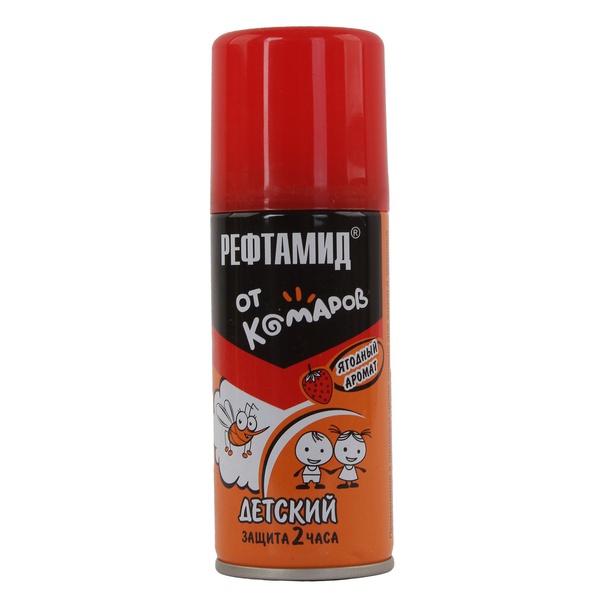 РЕФТАМИД®
ОТ
КОМАРОВ
ЯГОДНЫЙ
АРОМАТ
ДЕТСКИЙ
ЗАЩИТА 2 ЧАСА